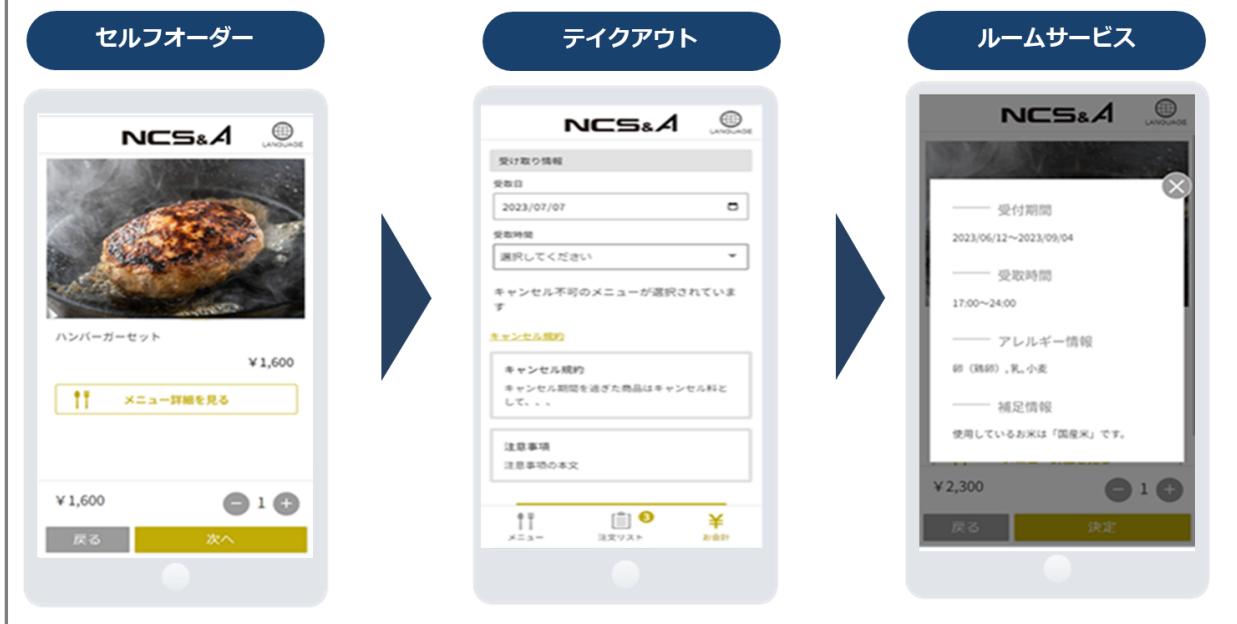 セルフオーダー
NCS&A
LANGUAGE
ハンバーガーセット
¥1,600
メニュー詳細を見る
¥1,600
1
戻る
次へ
テイクアウト
NCS&A
LANGUAGE
受け取り情報
受取日
2023/07/07
受取時間
選択してください
キャンセル不可のメニューが選択されていま
す
キャンセル規約
キャンセル規約
キャンセル期間を過ぎた商品はキャンセル料と
して、、、
注意事項
注意事項の本文
メニュー
注文リスト
3
お会計
ルームサービス
NCS&A
LANGUAGE
受付期間
2023/06/12～2023/09/04
受取時間
17:00～24:00
アレルギー情報
卵（鶏卵）,乳,小麦
補足情報
使用しているお米は「国産米」です。
¥2,300
1
戻る
決定